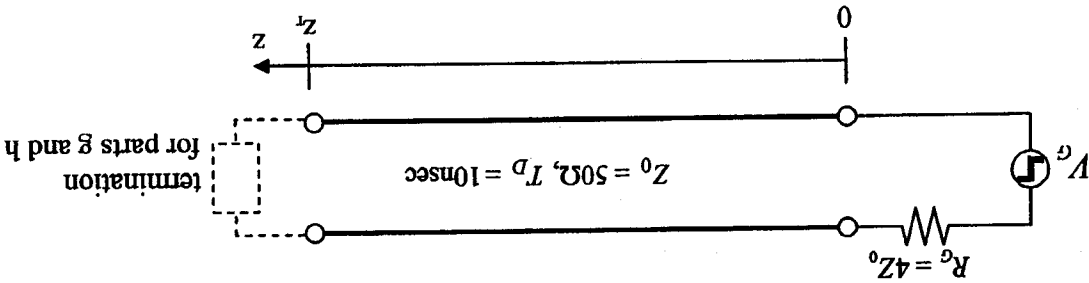 R_G = 4Z_0
V_G
Z_0 = 50Ω, T_D = 10nsec
termination
for parts g and h
0
z_T
z